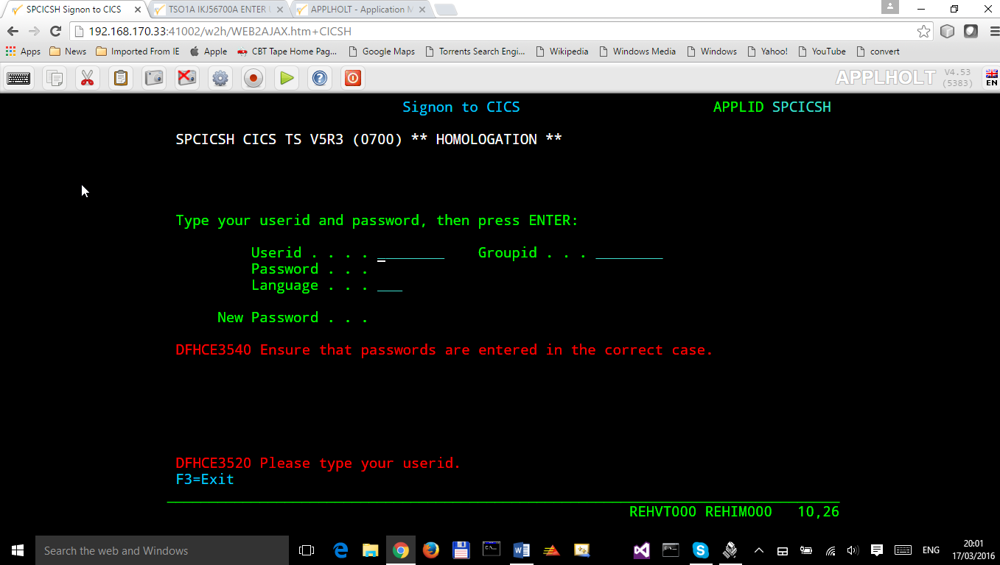 SPCICSH Signon to CICS
TSO1A IKJ56700A ENTER
APPLHOLT - Application M
192.168.170.33:41002/w2h/WEB2AJAX.htm+CICSH
Apps News Imported From IE Apple CBT Tape Home Pag... Google Maps Torrents Search Engi... Wikipedia Windows Media Windows Yahoo! YouTube convert
APPLHOLT V4.53 (5383) EN
Signon to CICS APPLID SPCICSH
SPCICSH CICS TS V5R3 (0700) ** HOMOLOGATION **
Type your userid and password, then press ENTER:
Userid . . . . ________ Groupid . . . ________
Password . . .
Language . . . ___
New Password . . .
DFHCE3540 Ensure that passwords are entered in the correct case.
DFHCE3520 Please type your userid.
F3=Exit
REHVT000 REHIM000 10,26
Search the web and Windows
ENG
20:01
17/03/2016